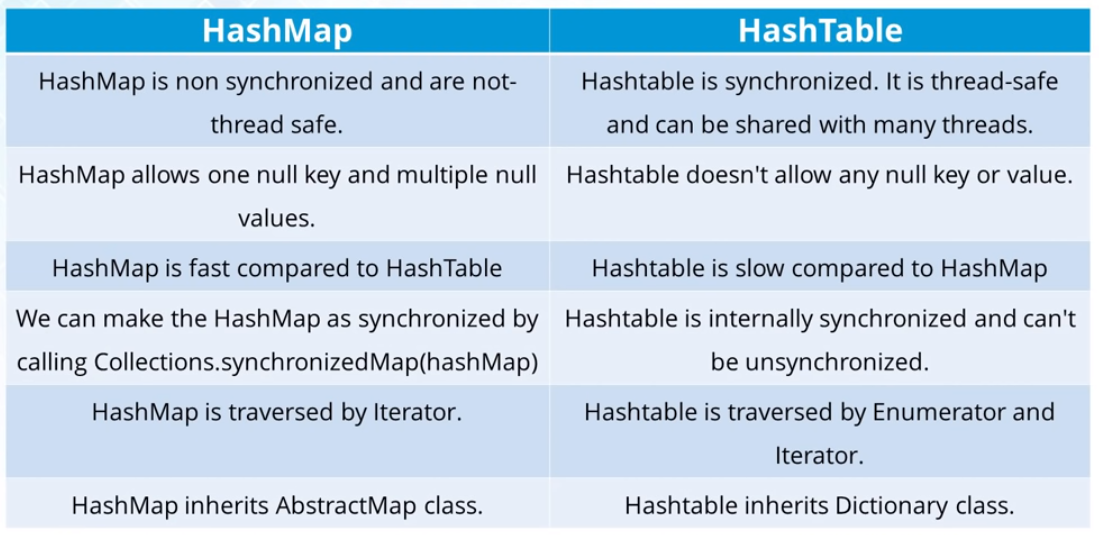 HashMap
HashTable
HashMap is non synchronized and are not-
thread safe.
Hashtable is synchronized. It is thread-safe
and can be shared with many threads.
HashMap allows one null key and multiple null
values.
Hashtable doesn't allow any null key or value.
HashMap is fast compared to HashTable
Hashtable is slow compared to HashMap
We can make the HashMap as synchronized by
calling Collections.synchronizedMap(hashMap)
Hashtable is internally synchronized and can't
be unsynchronized.
HashMap is traversed by Iterator.
Hashtable is traversed by Enumerator and
Iterator.
HashMap inherits AbstractMap class.
Hashtable inherits Dictionary class.